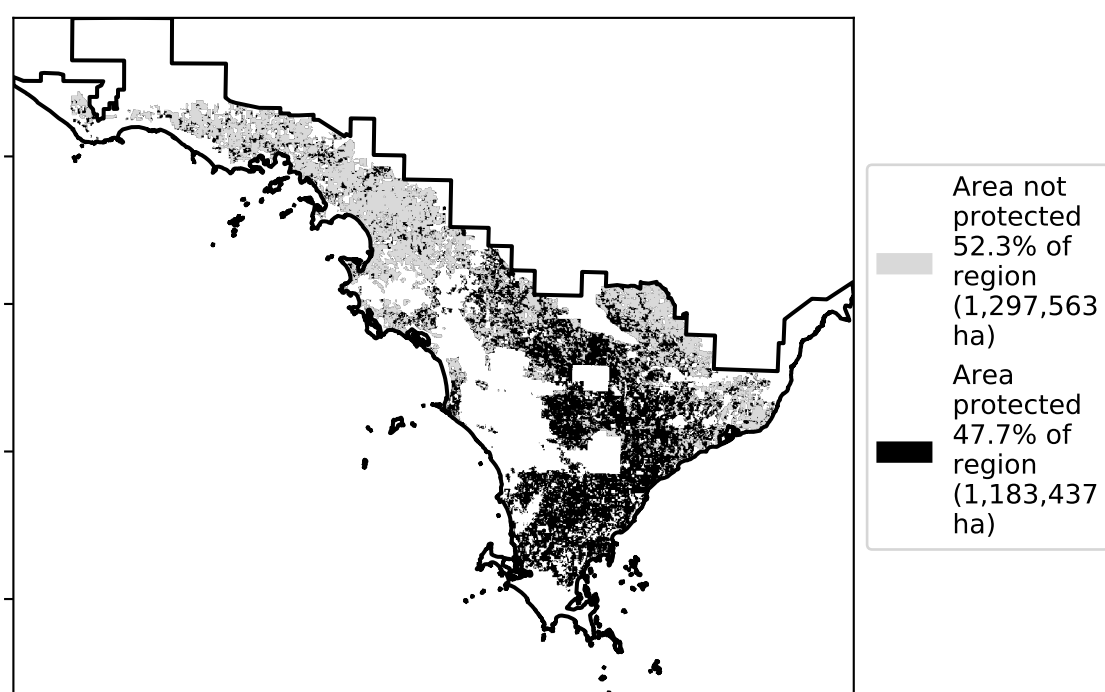 Area not
protected
52.3% of
region
(1,297,563
ha)
Area
protected
47.7% of
region
(1,183,437
ha)